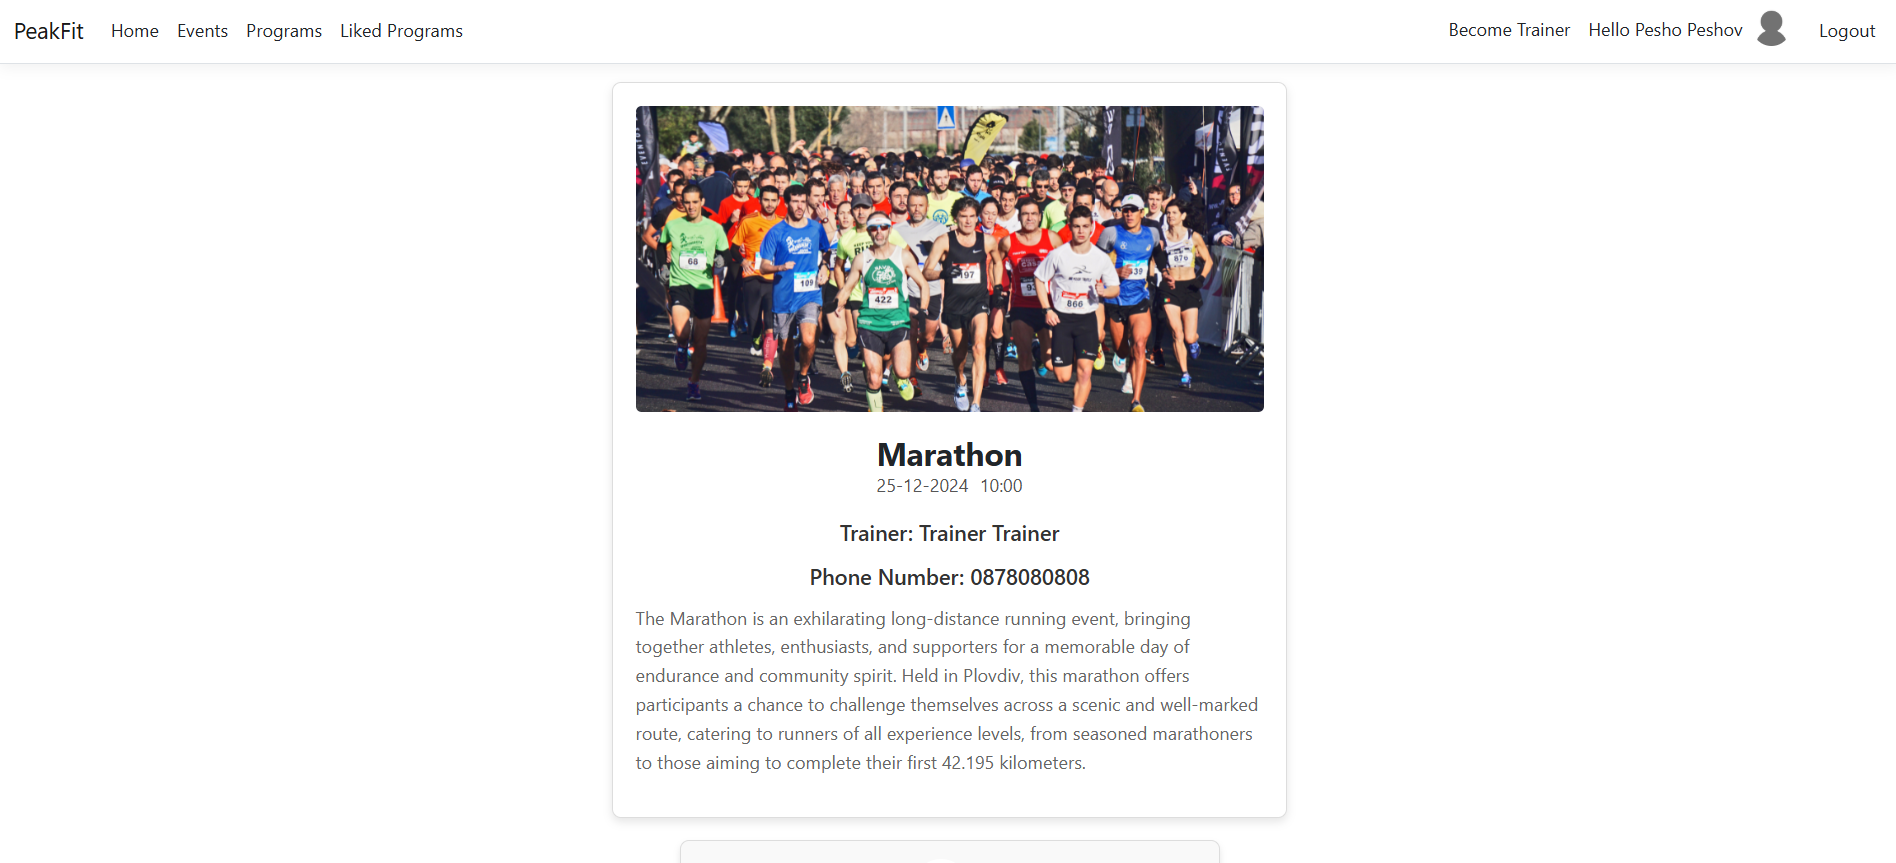 PeakFit Home Events Programs Liked Programs Become Trainer Hello Pesho Peshov Logout
68
109
422
197
866
639
876
Marathon
25-12-2024 10:00
Trainer: Trainer Trainer
Phone Number: 0878080808
The Marathon is an exhilarating long-distance running event, bringing
together athletes, enthusiasts, and supporters for a memorable day of
endurance and community spirit. Held in Plovdiv, this marathon offers
participants a chance to challenge themselves across a scenic and well-marked
route, catering to runners of all experience levels, from seasoned marathoners
to those aiming to complete their first 42.195 kilometers.